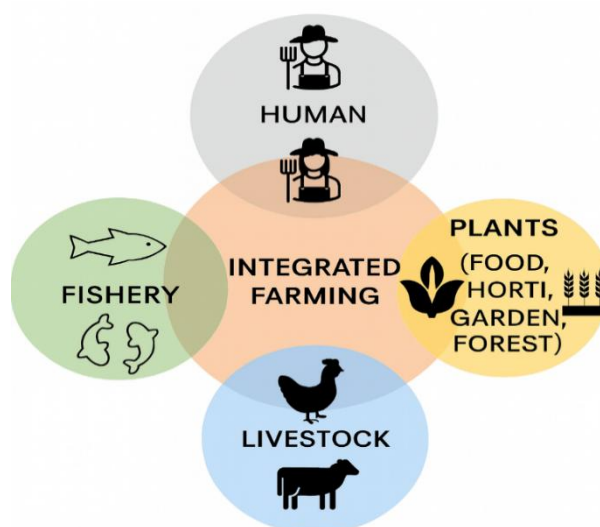 HUMAN
INTEGRATED
FARMING
FISHERY
PLANTS
(FOOD,
HORTI,
GARDEN,
FOREST)
LIVESTOCK